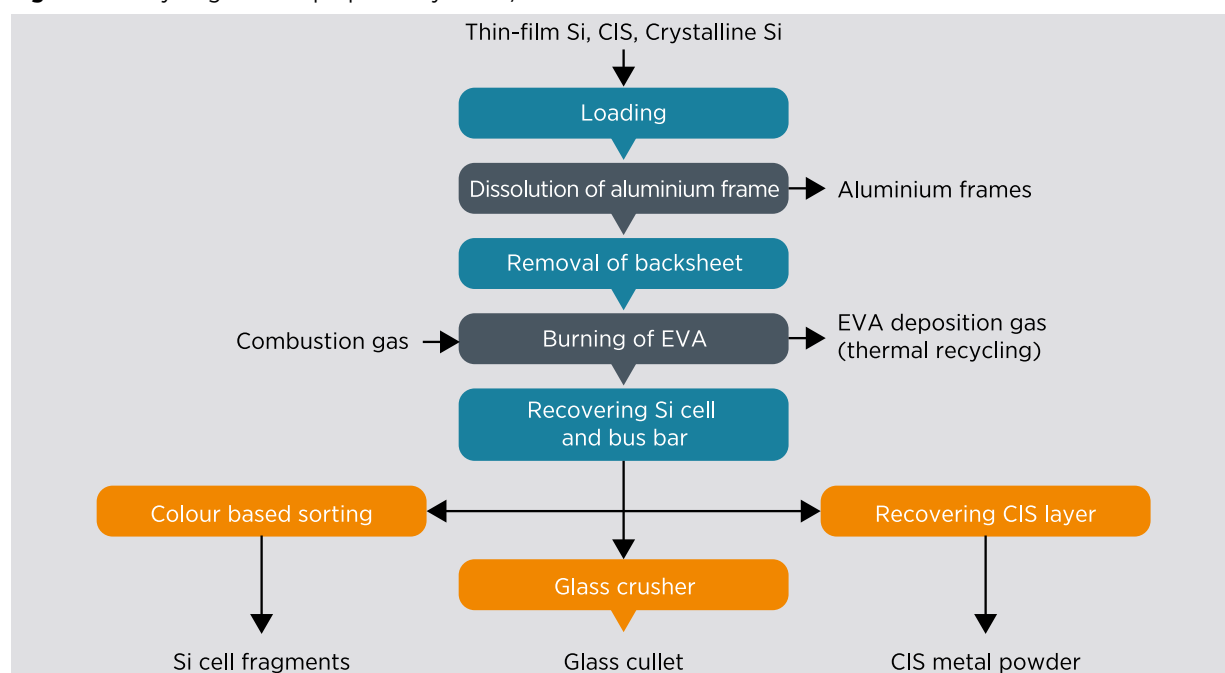 Thin-film Si, CIS, Crystalline Si
Loading
Dissolution of aluminium frame
Aluminium frames
Removal of backsheet
Combustion gas
Burning of EVA
EVA deposition gas
(thermal recycling)
Recovering Si cell
and bus bar
Colour based sorting
Recovering CIS layer
Glass crusher
Si cell fragments
Glass cullet
CIS metal powder